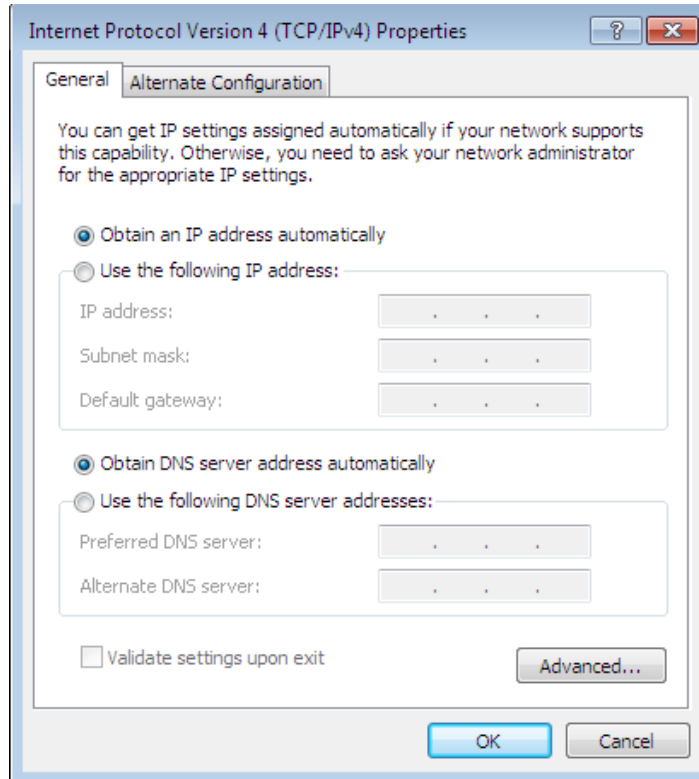 Internet Protocol Version 4 (TCP/IPv4) Properties
General
Alternate Configuration
You can get IP settings assigned automatically if your network supports
this capability. Otherwise, you need to ask your network administrator
for the appropriate IP settings.
Obtain an IP address automatically
Use the following IP address:
IP address:
Subnet mask:
Default gateway:
Obtain DNS server address automatically
Use the following DNS server addresses:
Preferred DNS server:
Alternate DNS server:
Validate settings upon exit
Advanced...
OK
Cancel